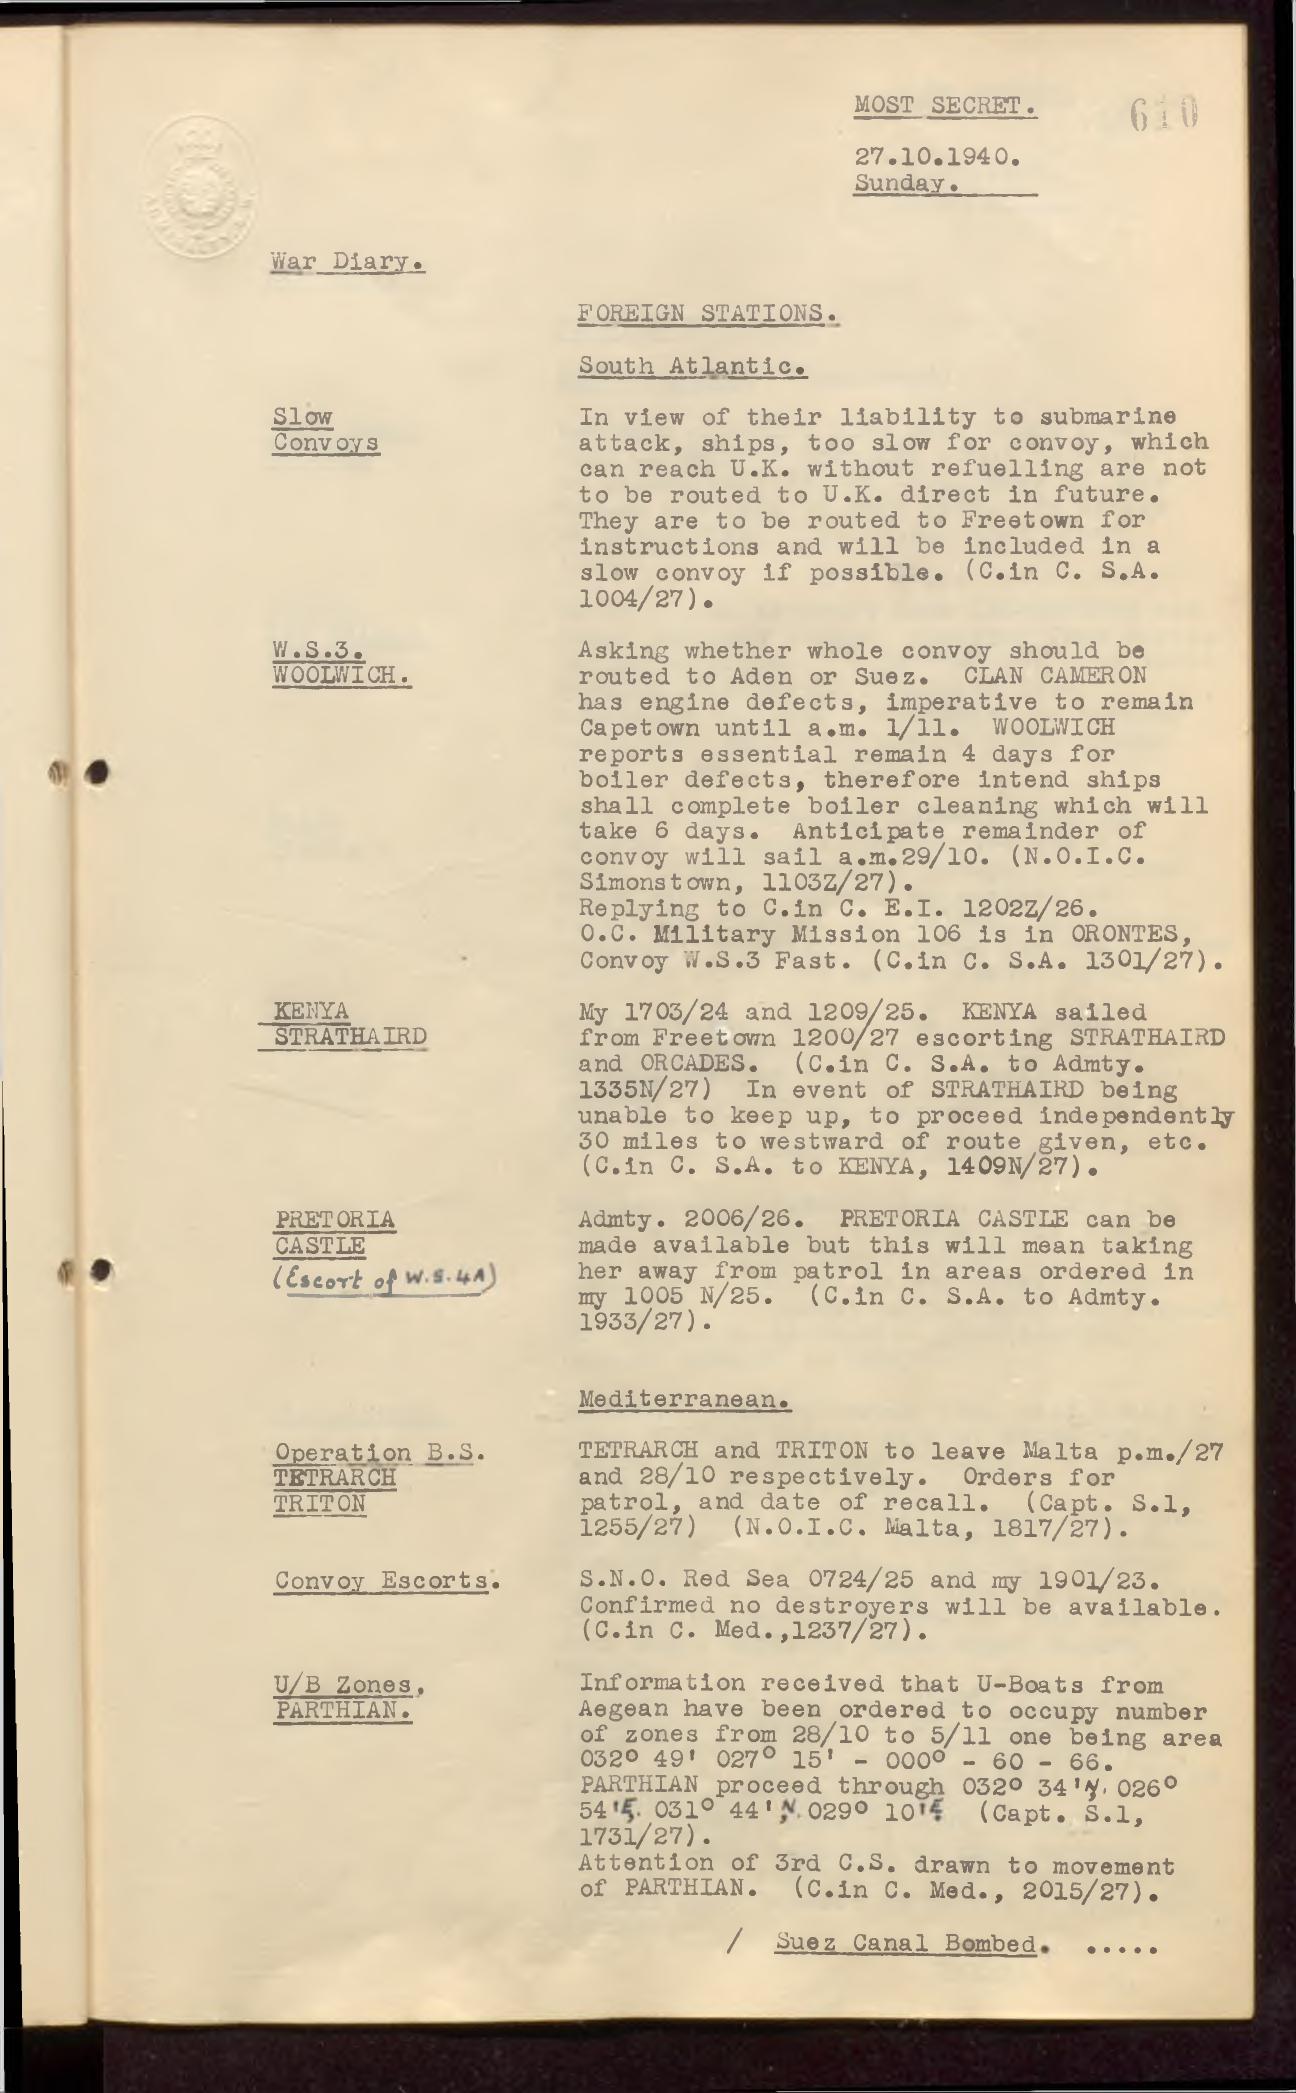 MOST SECRET.
610
27.10.1940.
Sunday.
War Diary.
FOREIGN STATIONS.
South Atlantic.
Slow
Convoys
In view of their liability to submarine
attack, ships, too slow for convoy, which
can reach U.K. without refuelling are not
to be routed to U.K. direct in future.
They are to be routed to Freetown for
instructions and will be included in a
slow convoy if possible. (C.in C. S.A.
1004/27).
W.S.3.
WOOLWICH.
Asking whether whole convoy should be
routed to Aden or Suez. CLAN CAMERON
has engine defects, imperative to remain
Capetown until a.m. 1/11. WOOLWICH
reports essential remain 4 days for
boiler defects, therefore intend ships
shall complete boiler cleaning which will
take 6 days. Anticipate remainder of
convoy will sail a.m.29/10. (N.O.I.C.
Simonstown, 1103Z/27).
Replying to C.in C. E.I. 1202Z/26.
O.C. Military Mission 106 is in ORONTES,
Convoy W.S.3 Fast. (C.in C. S.A. 1301/27).
KENYA
STRATHAIRD
My 1703/24 and 1209/25. KENYA sailed
from Freetown 1200/27 escorting STRATHAIRD
and ORCADES. (C.in C. S.A. to Admty.
1335N/27) In event of STRATHAIRD being
unable to keep up, to proceed independently
30 miles to westward of route given, etc.
(C.in C. S.A. to KENYA, 1409N/27).
PRETORIA
CASTLE
(Escort of W.S.4A)
Admty. 2006/26. PRETORIA CASTLE can be
made available but this will mean taking
her away from patrol in areas ordered in
my 1005 N/25. (C.in C. S.A. to Admty.
1933/27).
Mediterranean.
Operation B.S.
TETRARCH
TRITON
TETRARCH and TRITON to leave Malta p.m./27
and 28/10 respectively. Orders for
patrol, and date of recall. (Capt. S.1,
1255/27) (N.O.I.C. Malta, 1817/27).
Convoy Escorts.
S.N.O. Red Sea 0724/25 and my 1901/23.
Confirmed no destroyers will be available.
(C.in C. Med.,1237/27).
U/B Zones,
PARTHIAN.
Information received that U-Boats from
Aegean have been ordered to occupy number
of zones from 28/10 to 5/11 one being area
032° 49' 027° 15' - 000° - 60 - 66.
PARTHIAN proceed through 032° 34'N. 026°
54'E. 031° 44'N. 029° 10'E (Capt. S.1,
1731/27).
Attention of 3rd C.S. drawn to movement
of PARTHIAN. (C.in C. Med., 2015/27).
/ Suez Canal Bombed. .....